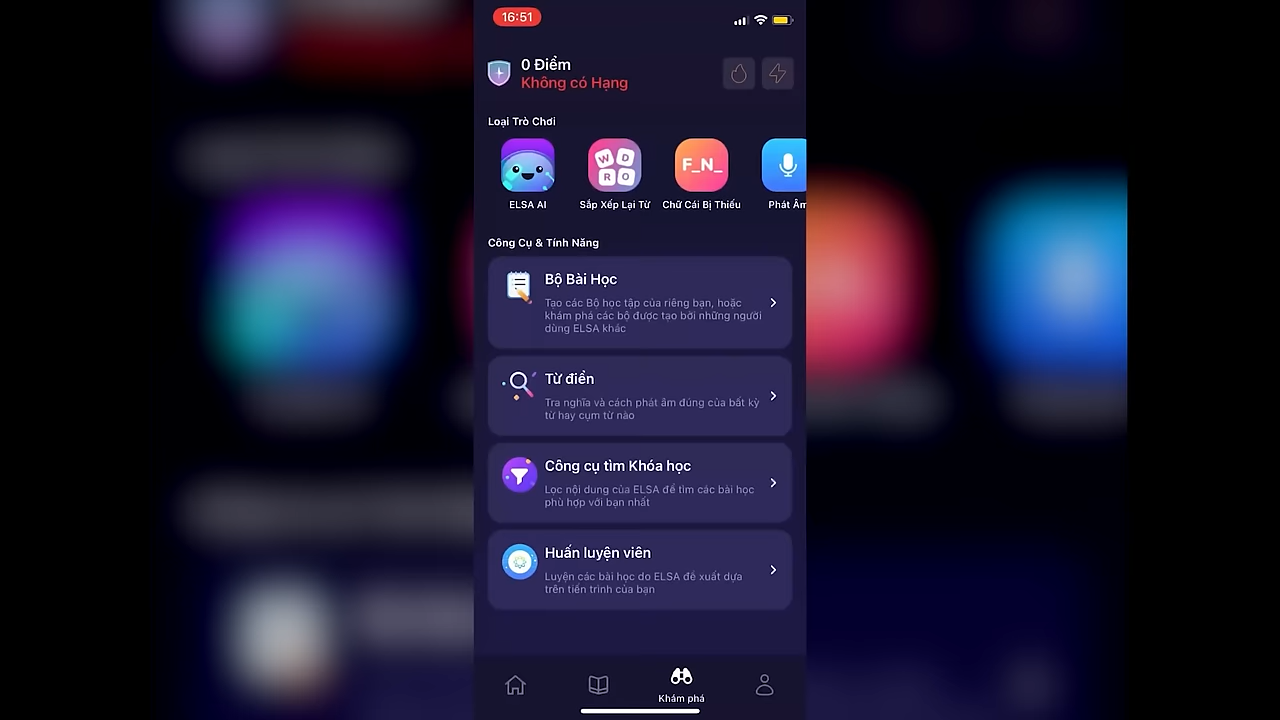 16:51
0 Điểm
Không có Hạng
Loại Trò Chơi
W D
R O
F_N_
ELSA AI
Sắp Xếp Lại Từ
Chữ Cái Bị Thiếu
Phát Âm
Công Cụ & Tính Năng
Bộ Bài Học
Tạo các Bộ học tập của riêng bạn, hoặc
khám phá các bộ được tạo bởi những người
dùng ELSA khác
Từ điển
Tra nghĩa và cách phát âm đúng của bất kỳ
từ hay cụm từ nào
Công cụ tìm Khóa học
Lọc nội dung của ELSA để tìm các bài học
phù hợp với bạn nhất
Huấn luyện viên
Luyện các bài học do ELSA đề xuất dựa
trên tiến trình của bạn
Khám phá